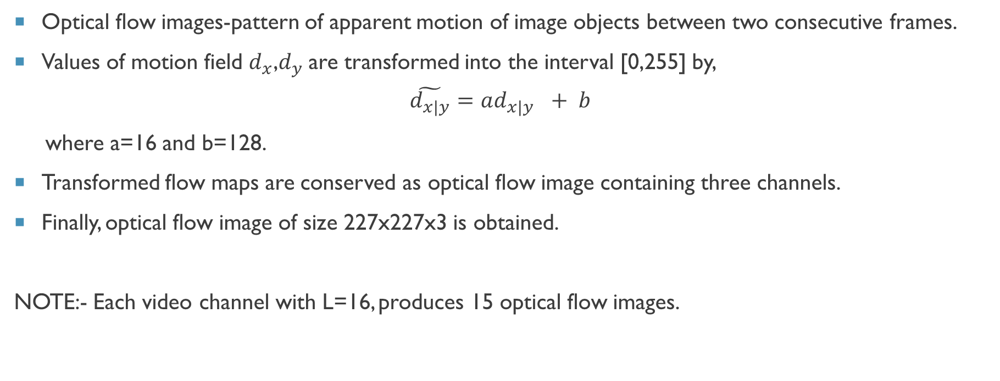 ▪ Optical flow images-pattern of apparent motion of image objects between two consecutive frames.
▪ Values of motion field $d_x$,$d_y$ are transformed into the interval [0,255] by,
$\widetilde{d_{x|y}} = ad_{x|y} + b$
where a=16 and b=128.
▪ Transformed flow maps are conserved as optical flow image containing three channels.
▪ Finally, optical flow image of size 227x227x3 is obtained.
NOTE:- Each video channel with L=16, produces 15 optical flow images.